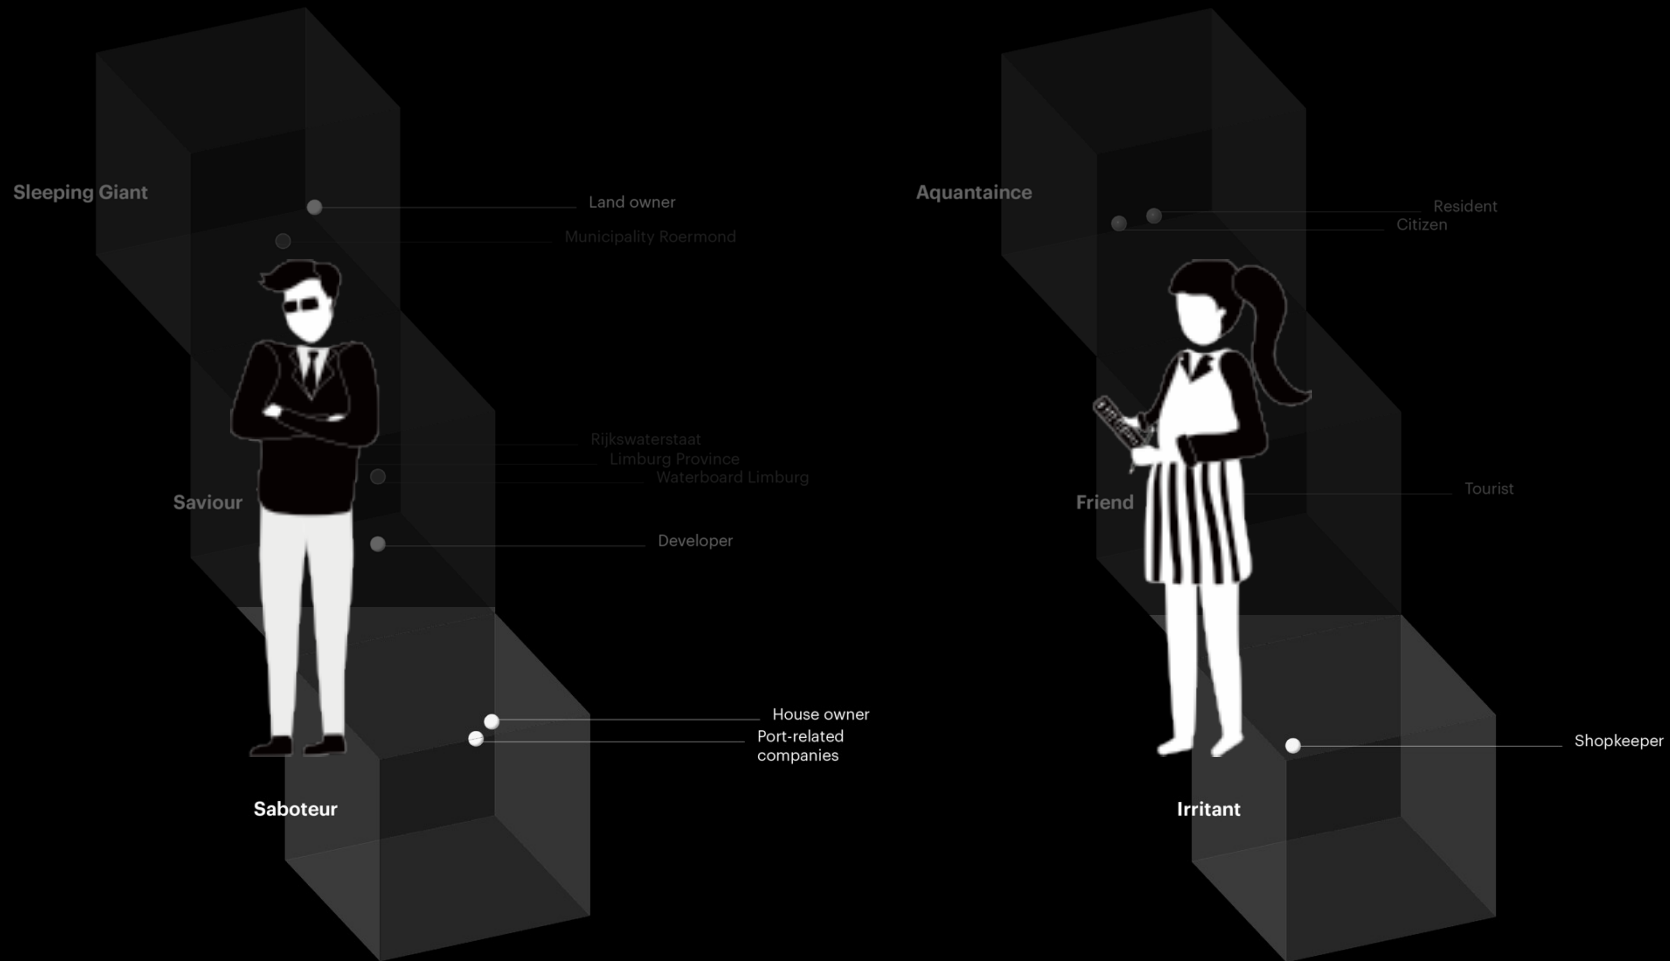 Sleeping Giant
Land owner
Municipality Roermond
Rijkswaterstaat
Limburg Province
Waterboard Limburg
Saviour
Developer
House owner
Port-related
companies
Saboteur
Aquantaince
Resident
Citizen
Friend
Tourist
Shopkeeper
Irritant